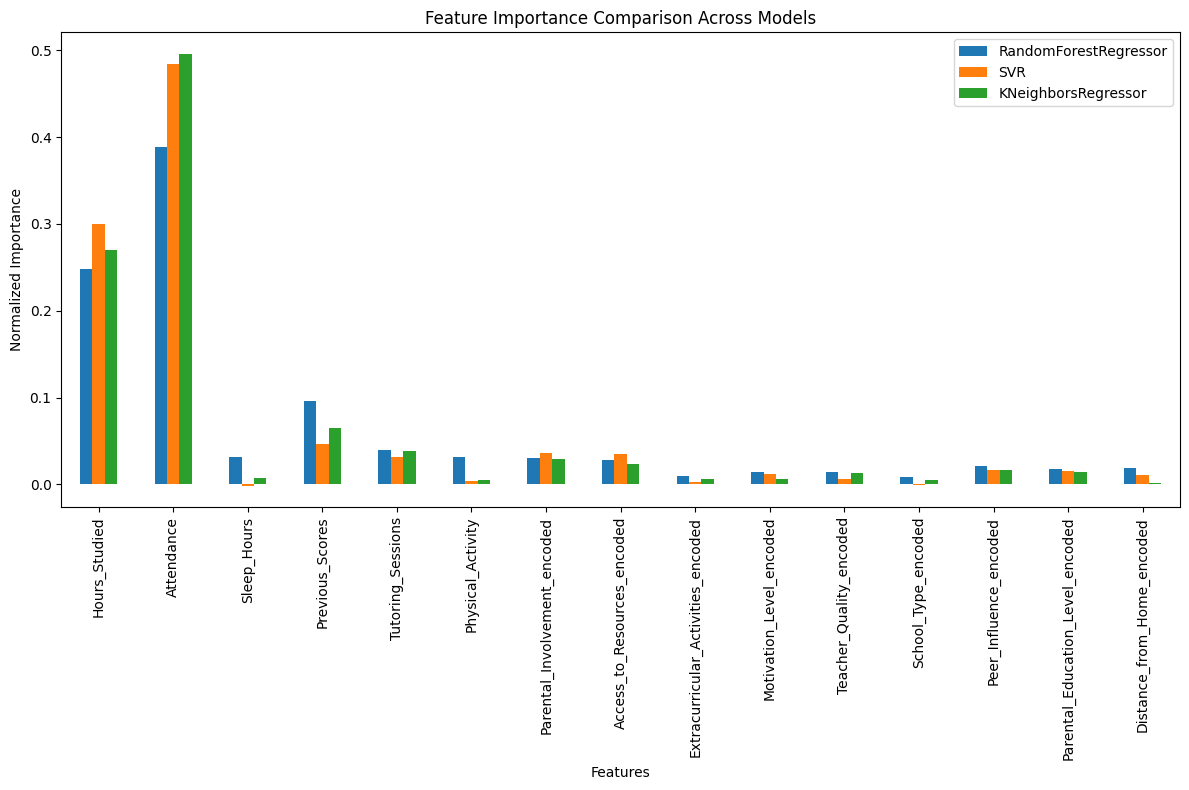 Feature Importance Comparison Across Models
RandomForestRegressor
SVR
KNeighborsRegressor
Normalized Importance
0.5
0.4
0.3
0.2
0.1
0.0
Hours_Studied
Attendance
Sleep_Hours
Previous_Scores
Tutoring_Sessions
Physical_Activity
Parental_Involvement_encoded
Access_to_Resources_encoded
Extracurricular_Activities_encoded
Motivation_Level_encoded
Teacher_Quality_encoded
School_Type_encoded
Peer_Influence_encoded
Parental_Education_Level_encoded
Distance_from_Home_encoded
Features